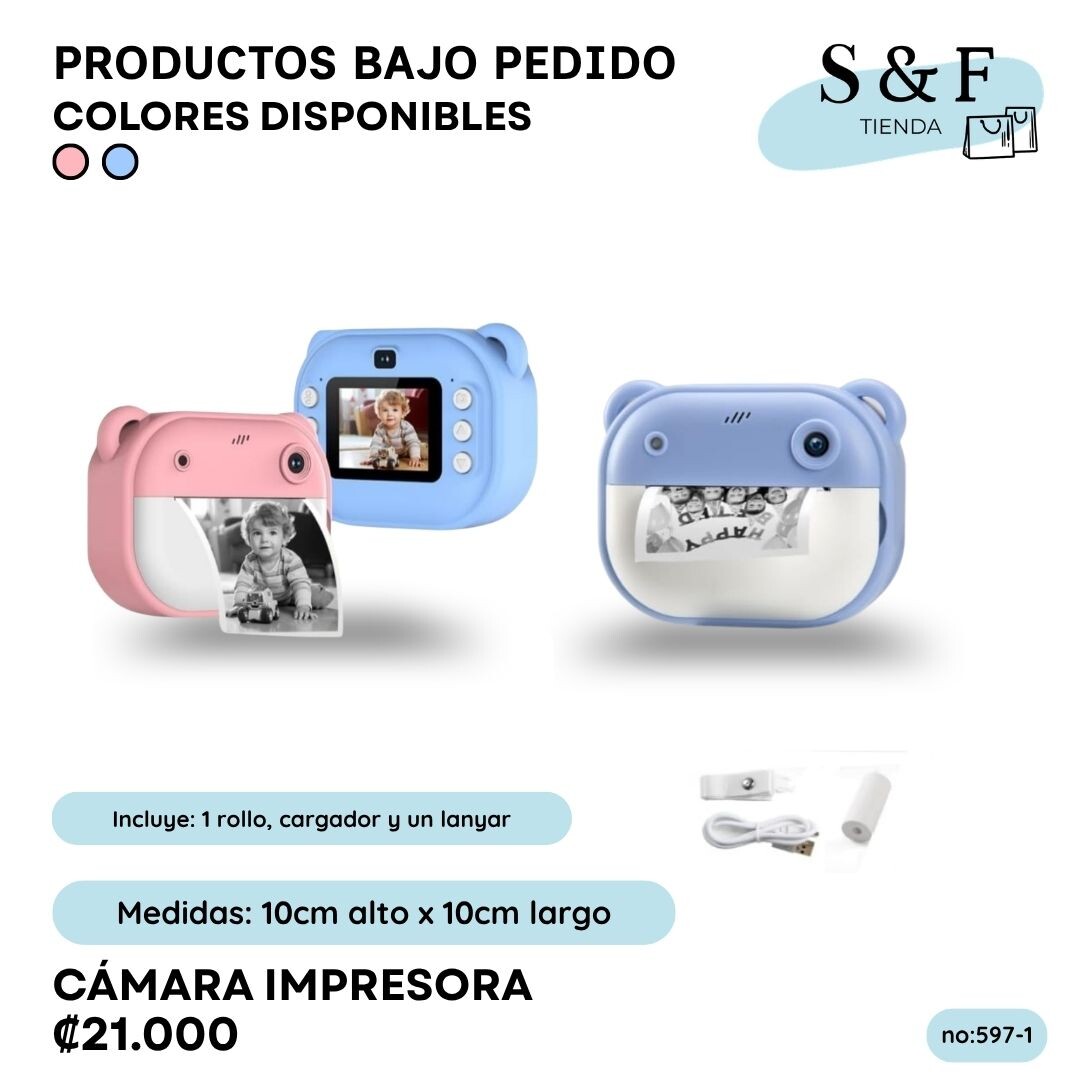 PRODUCTOS BAJO PEDIDO
COLORES DISPONIBLES
S & F
TIENDA
HAPPY
Incluye: 1 rollo, cargador y un lanyar
Medidas: 10cm alto x 10cm largo
CÁMARA IMPRESORA
₡21.000
no:597-1